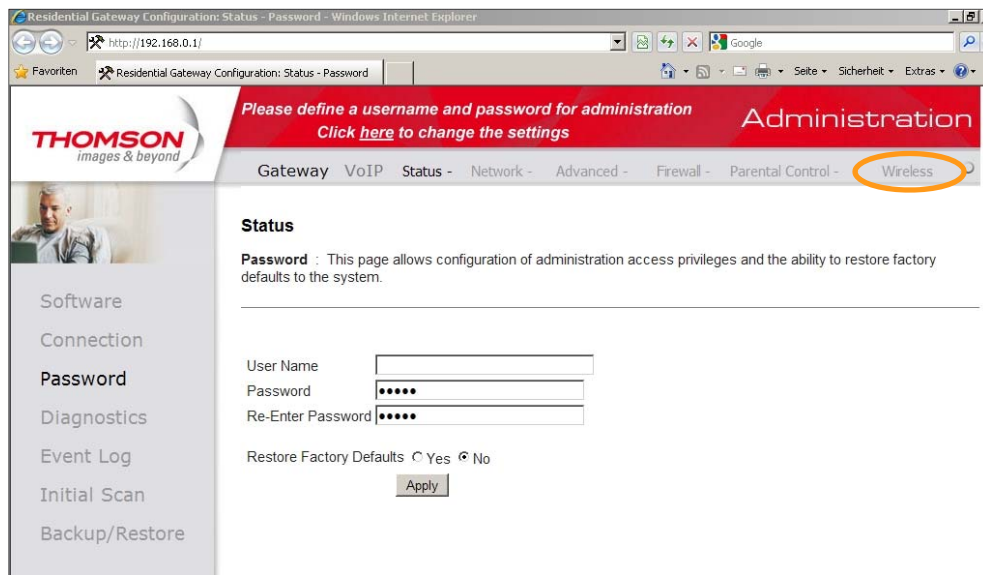 Residential Gateway Configuration: Status - Password - Windows Internet Explorer
http://192.168.0.1/
Google
Favoriten
Residential Gateway Configuration: Status - Password
Seite
Sicherheit
Extras
THOMSON
images & beyond
Please define a username and password for administration
Click here to change the settings
Administration
Gateway VoIP Status - Network - Advanced - Firewall - Parental Control - Wireless
Software
Connection
Password
Diagnostics
Event Log
Initial Scan
Backup/Restore
Status
Password : This page allows configuration of administration access privileges and the ability to restore factory
defaults to the system.
User Name
Password •••••
Re-Enter Password •••••
Restore Factory Defaults Yes No
Apply